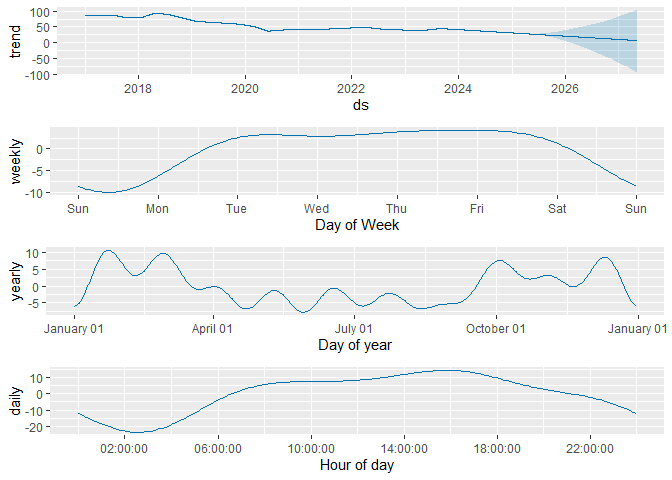 100
50
0
-50
-100
trend
2018 2020 2022 2024 2026
ds
0
-5
-10
weekly
Sun Mon Tue Wed Thu Fri Sat Sun
Day of Week
10
5
0
-5
yearly
January 01 April 01 July 01 October 01 January 01
Day of year
10
0
-10
-20
daily
02:00:00 06:00:00 10:00:00 14:00:00 18:00:00 22:00:00
Hour of day